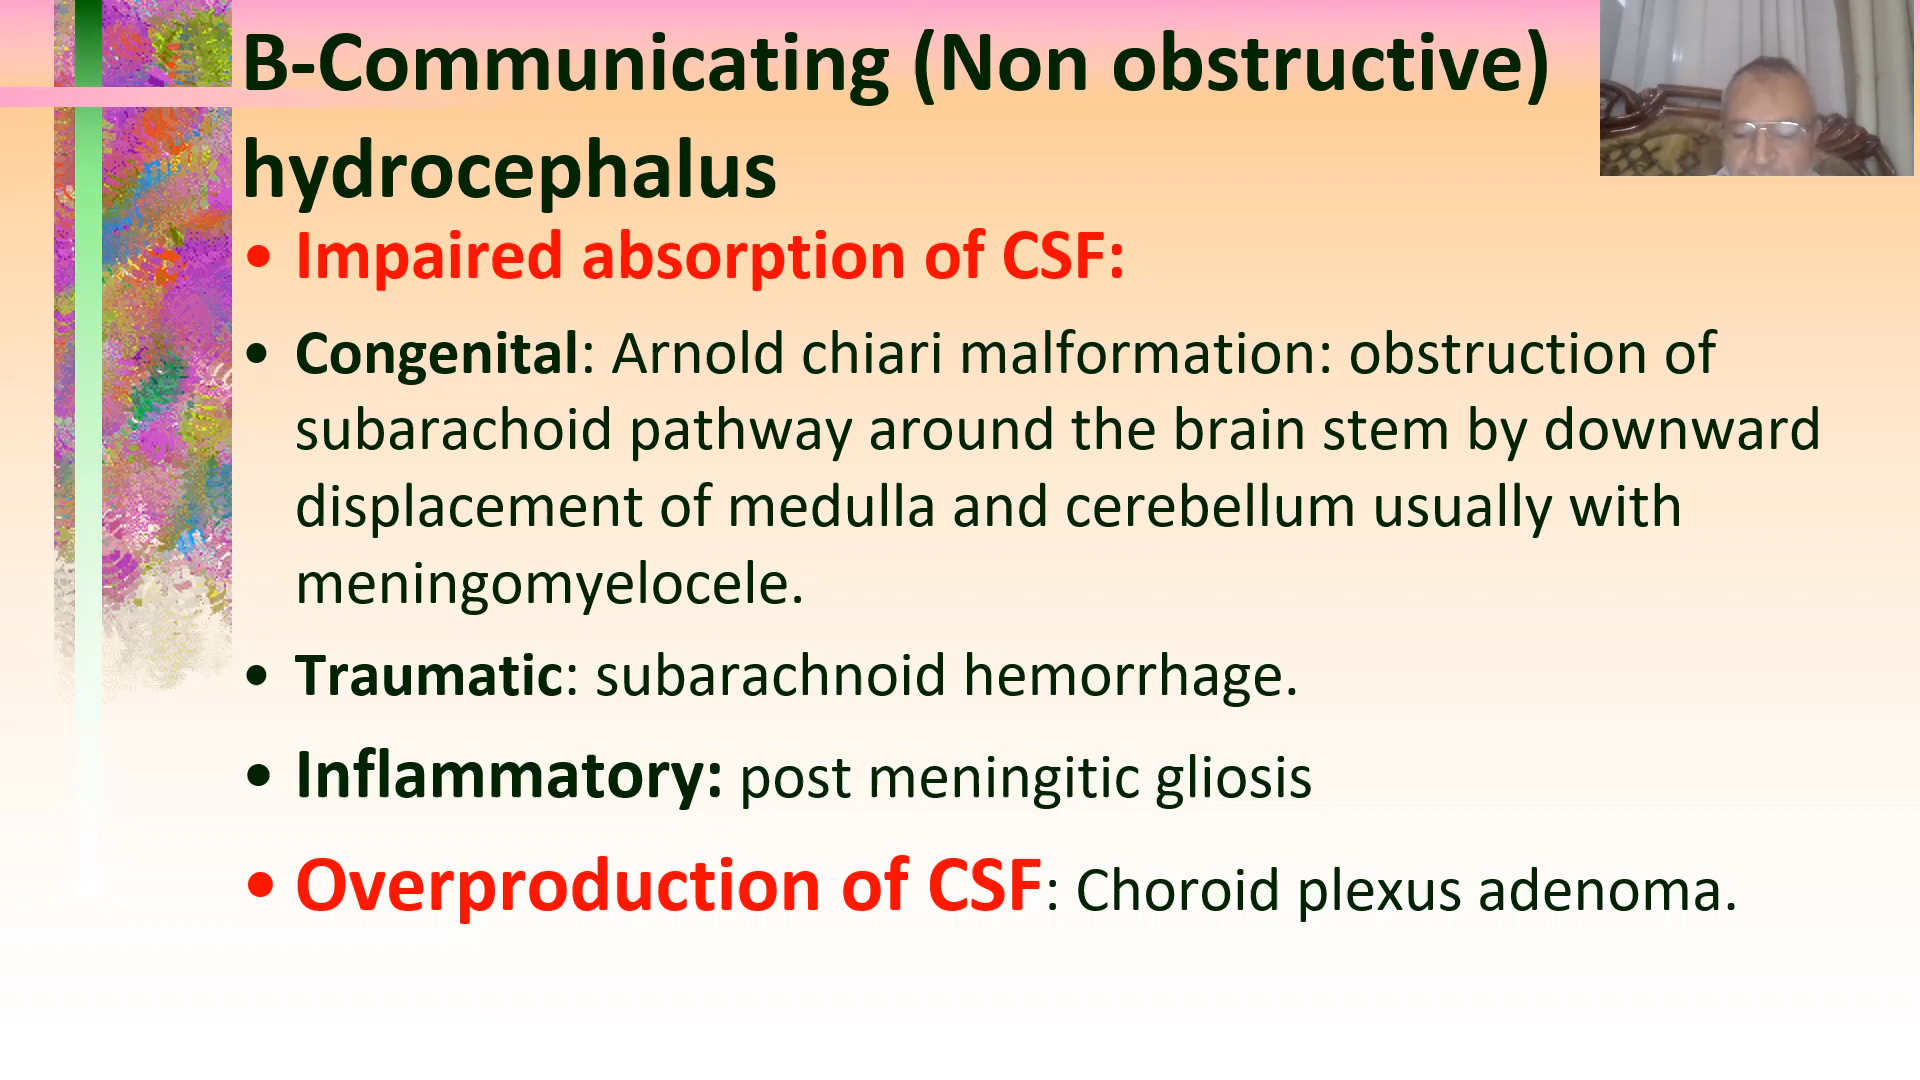 B-Communicating (Non obstructive)
hydrocephalus
• Impaired absorption of CSF:
• Congenital: Arnold chiari malformation: obstruction of
subarachoid pathway around the brain stem by downward
displacement of medulla and cerebellum usually with
meningomyelocele.
• Traumatic: subarachnoid hemorrhage.
• Inflammatory: post meningitic gliosis
• Overproduction of CSF: Choroid plexus adenoma.